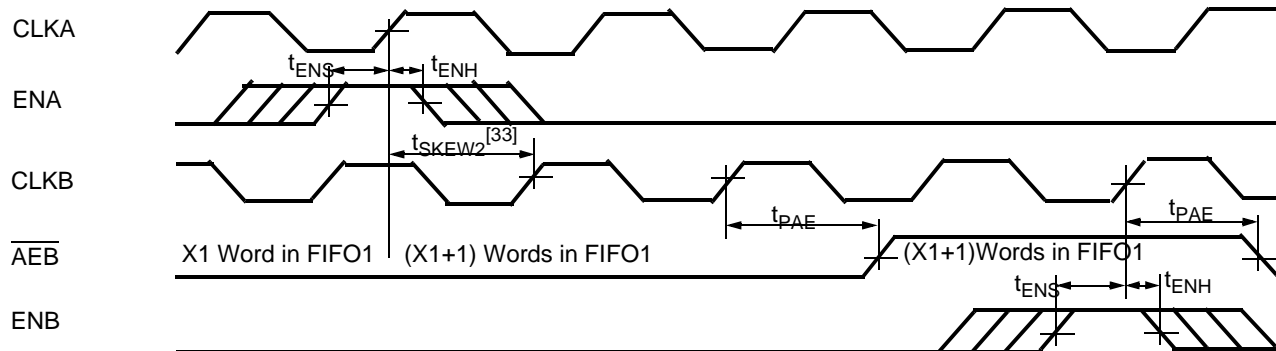 CLKA
tENS tENH
ENA
tSKEW2[33]
CLKB
tPAE tPAE
AEB X1 Word in FIFO1 (X1+1) Words in FIFO1 (X1+1)Words in FIFO1
tENS tENH
ENB